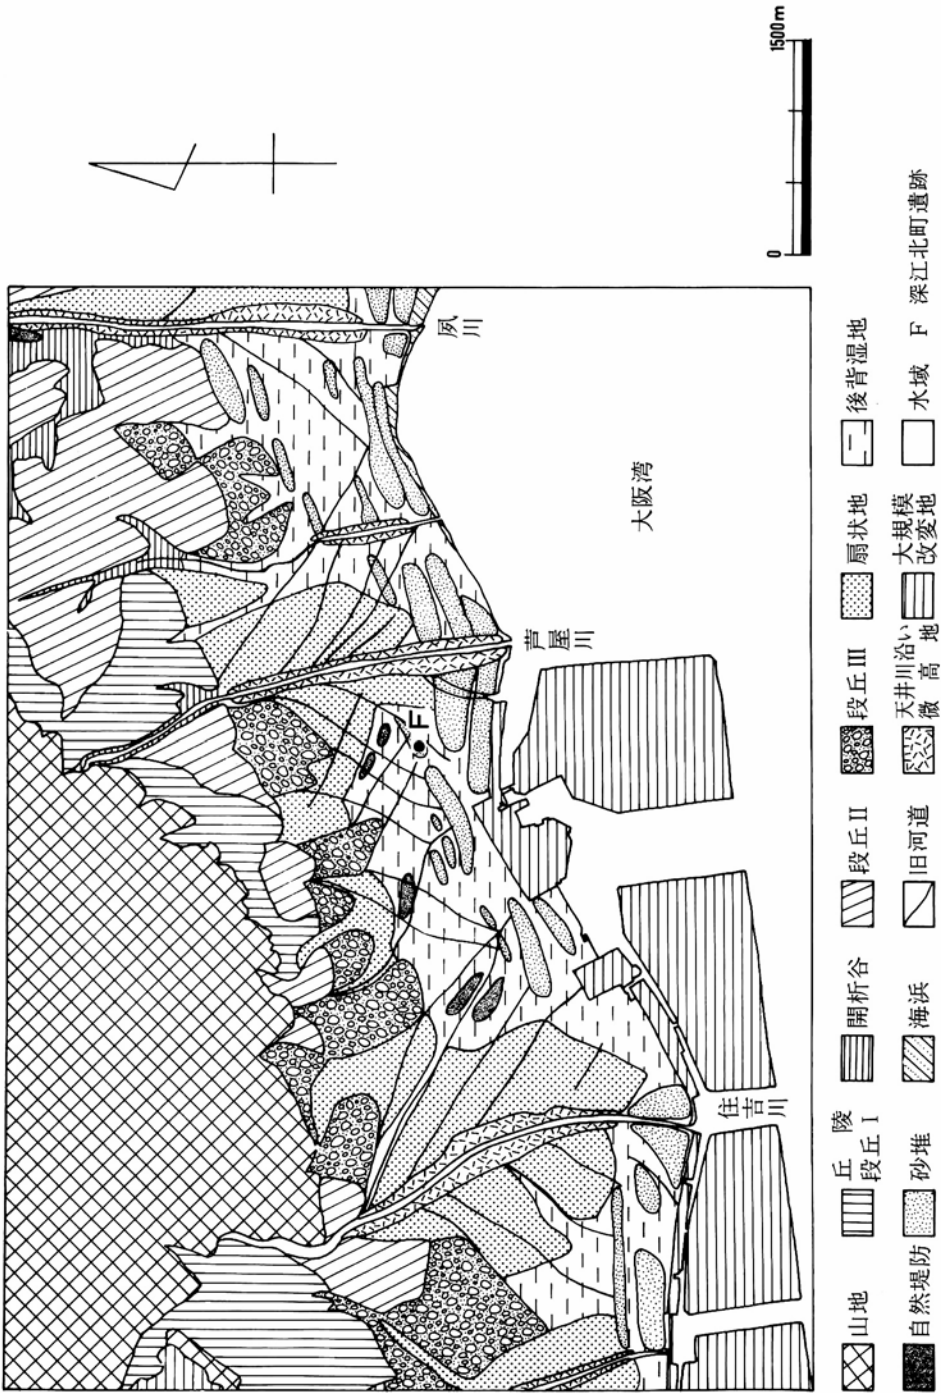 夙川
芦屋川
住吉川
大阪湾
F
0 1500m
山地
丘陵 段丘Ⅰ
開析谷
段丘Ⅱ
段丘Ⅲ
扇状地
後背湿地
自然堤防
砂堆
海浜
旧河道
天井川沿い微高地
大規模改変地
水域
F 深江北町遺跡